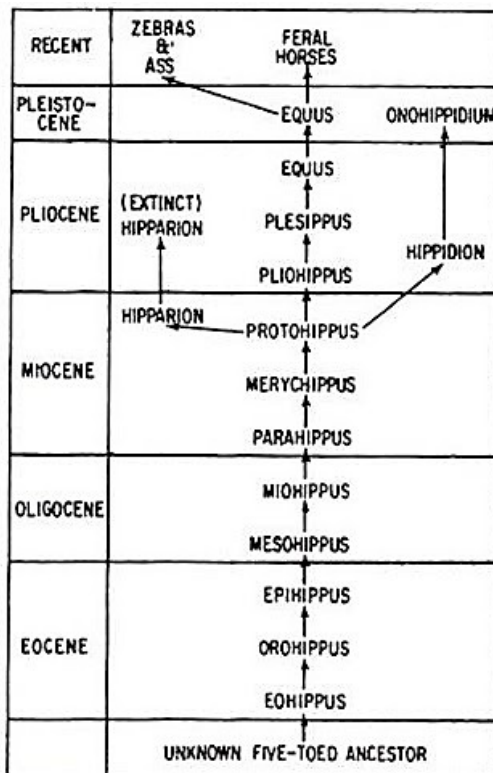 RECENT
ZEBRAS
&
ASS
FERAL
HORSES
PLEISTO-
CENE
EQUUS
ONOHIPPIDIUM
PLIOCENE
EQUUS
(EXTINCT)
HIPPARION
PLESIPPUS
HIPPIDION
PLIOHIPPUS
MIOCENE
HIPPARION
PROTOHIPPUS
MERYCHIPPUS
PARAHIPPUS
OLIGOCENE
MIOHIPPUS
MESOHIPPUS
EOCENE
EPIHIPPUS
OROHIPPUS
EOHIPPUS
UNKNOWN FIVE-TOED ANCESTOR